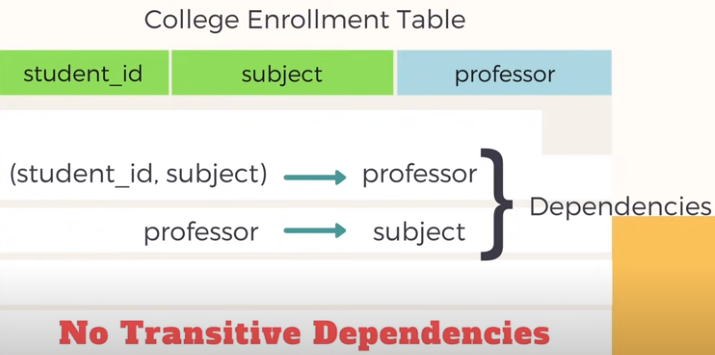 College Enrollment Table
student_id subject professor
(student_id, subject) → professor
professor → subject
Dependencies
No Transitive Dependencies